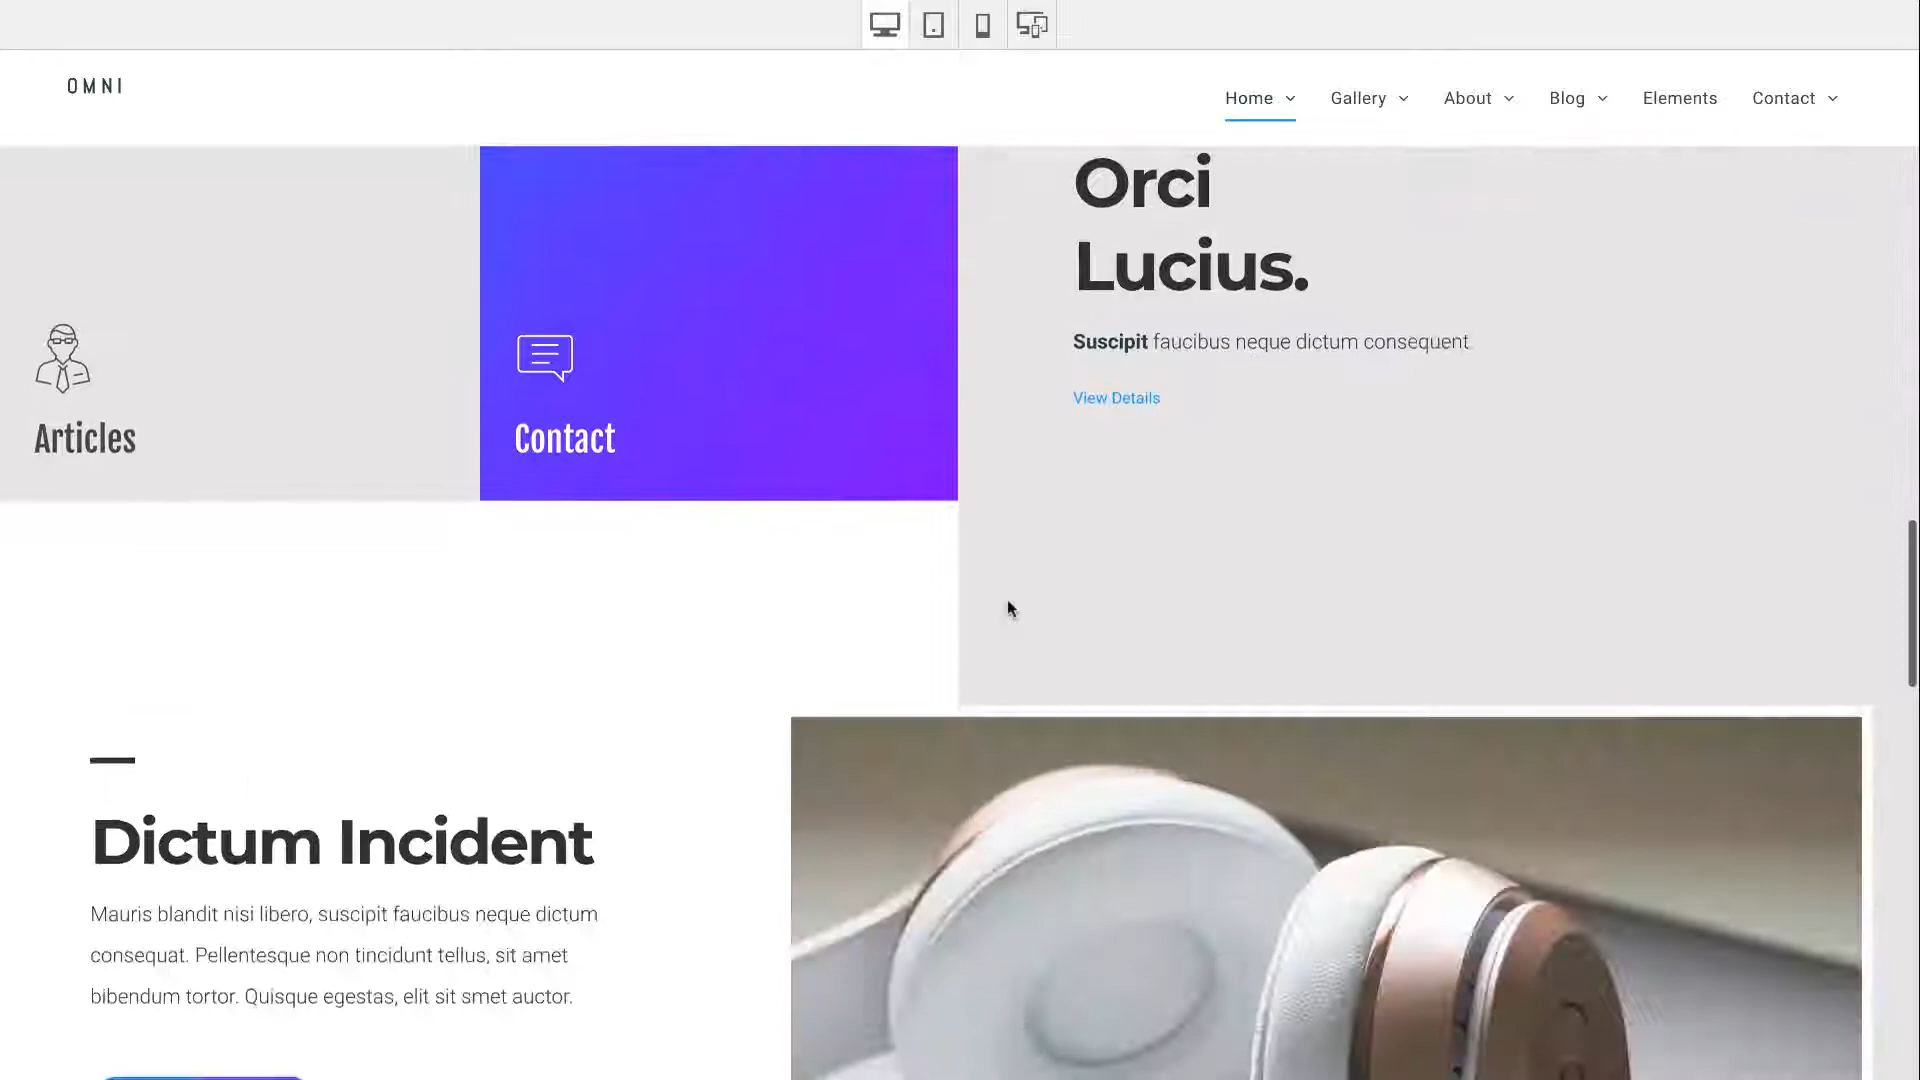 OMNI
Home Gallery About Blog Elements Contact
Orci
Lucius.
Suscipit faucibus neque dictum consequent.
View Details
Articles
Contact
Dictum Incident
Mauris blandit nisi libero, suscipit faucibus neque dictum
consequat. Pellentesque non tincidunt tellus, sit amet
bibendum tortor. Quisque egestas, elit sit smet auctor.